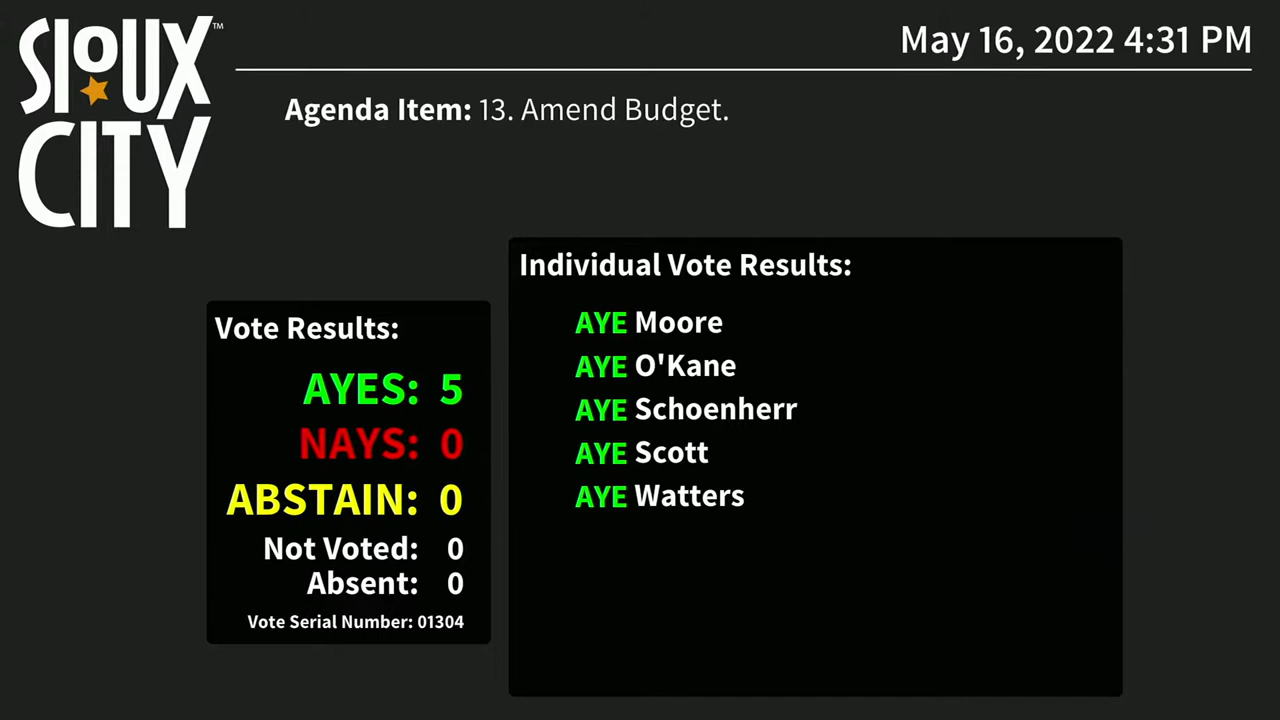 SIOUX
CITY
™
May 16, 2022 4:31 PM
Agenda Item: 13. Amend Budget.
Vote Results:
AYES: 5
NAYS: 0
ABSTAIN: 0
Not Voted: 0
Absent: 0
Vote Serial Number: 01304
Individual Vote Results:
AYE Moore
AYE O'Kane
AYE Schoenherr
AYE Scott
AYE Watters